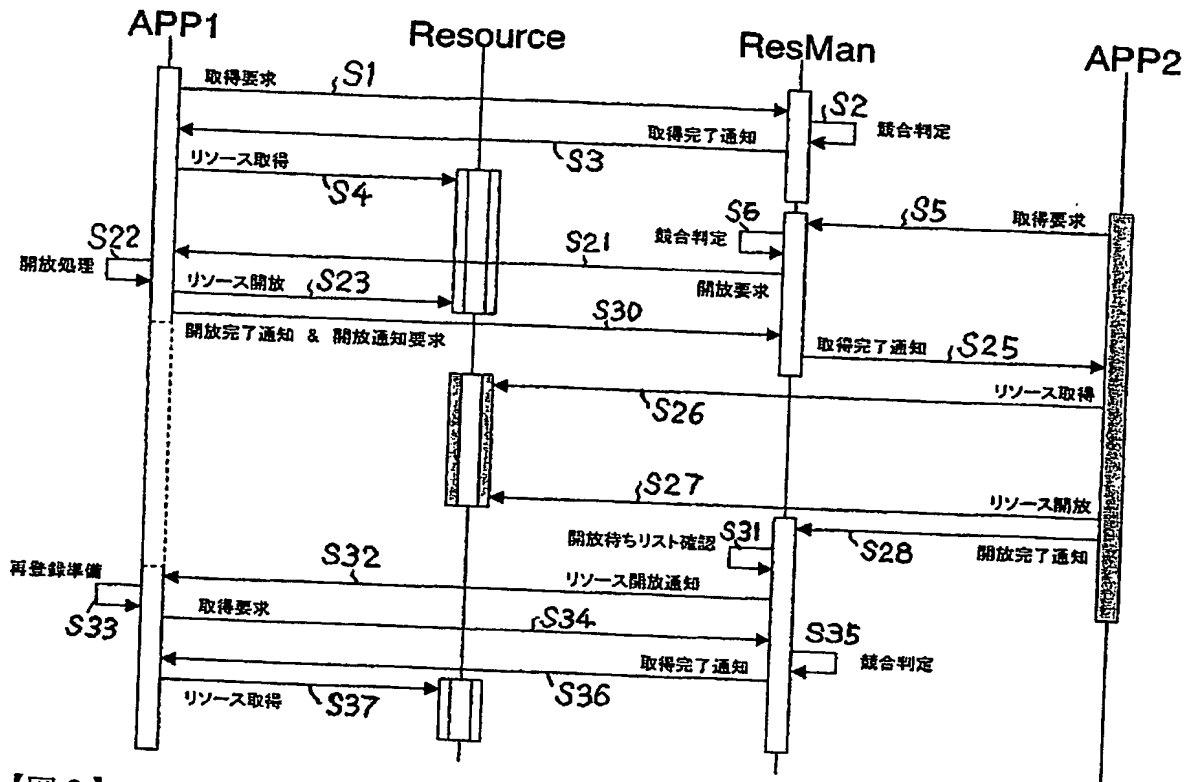 APP1
Resource
ResMan
APP2
取得要求 S1
S2 競合判定
取得完了通知
S3
リソース取得
S4
S5 取得要求
S6
競合判定
S22
開放処理
S21
開放要求
リソース開放 S23
S30
開放完了通知 & 開放通知要求
取得完了通知 S25
リソース取得
S26
S27 リソース開放
開放待ちリスト確認 S31
S28 開放完了通知
S32
リソース開放通知
再登録準備
S33
取得要求 S34
S35 競合判定
取得完了通知
S36
リソース取得 S37